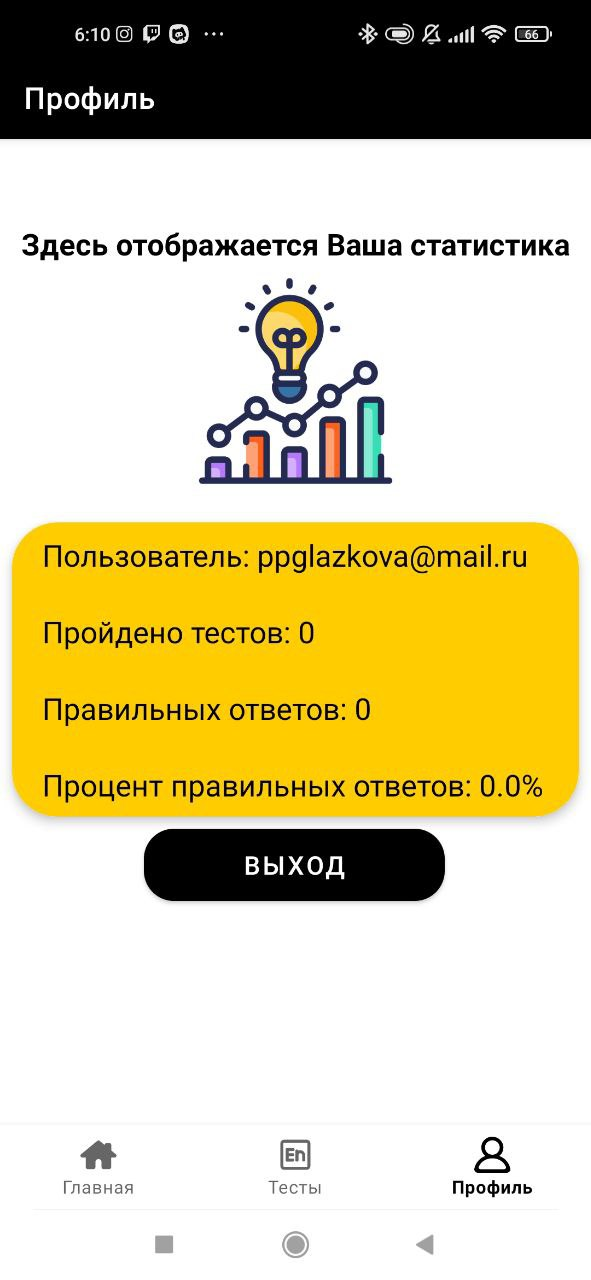 6:10
66
Профиль
Здесь отображается Ваша статистика
Пользователь: ppglazkova@mail.ru
Пройдено тестов: 0
Правильных ответов: 0
Процент правильных ответов: 0.0%
ВЫХОД
En
Главная
Тесты
Профиль